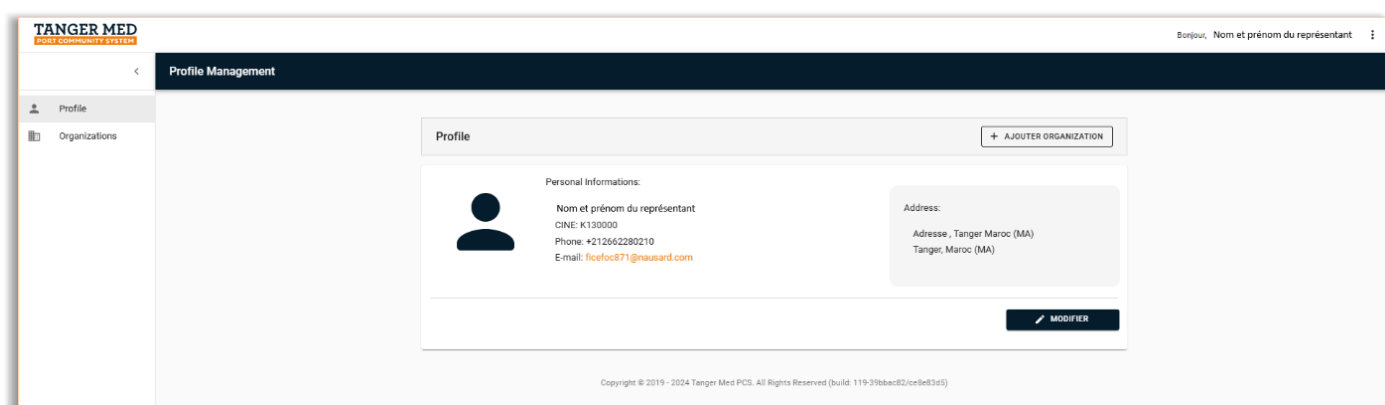 TANGER MED
PORT COMMUNITY SYSTEM
Bonjour, Nom et prénom du représentant
Profile Management
Profile
Organizations
Profile
+ AJOUTER ORGANIZATION
Personal Informations:
Nom et prénom du représentant
CINE: K130000
Phone: +212662280210
E-mail: ficefoc871@nausard.com
Address:
Adresse , Tanger Maroc (MA)
Tanger, Maroc (MA)
MODIFIER
Copyright © 2019 - 2024 Tanger Med PCS. All Rights Reserved (build: 119-39bbac82/ce8e83d5)